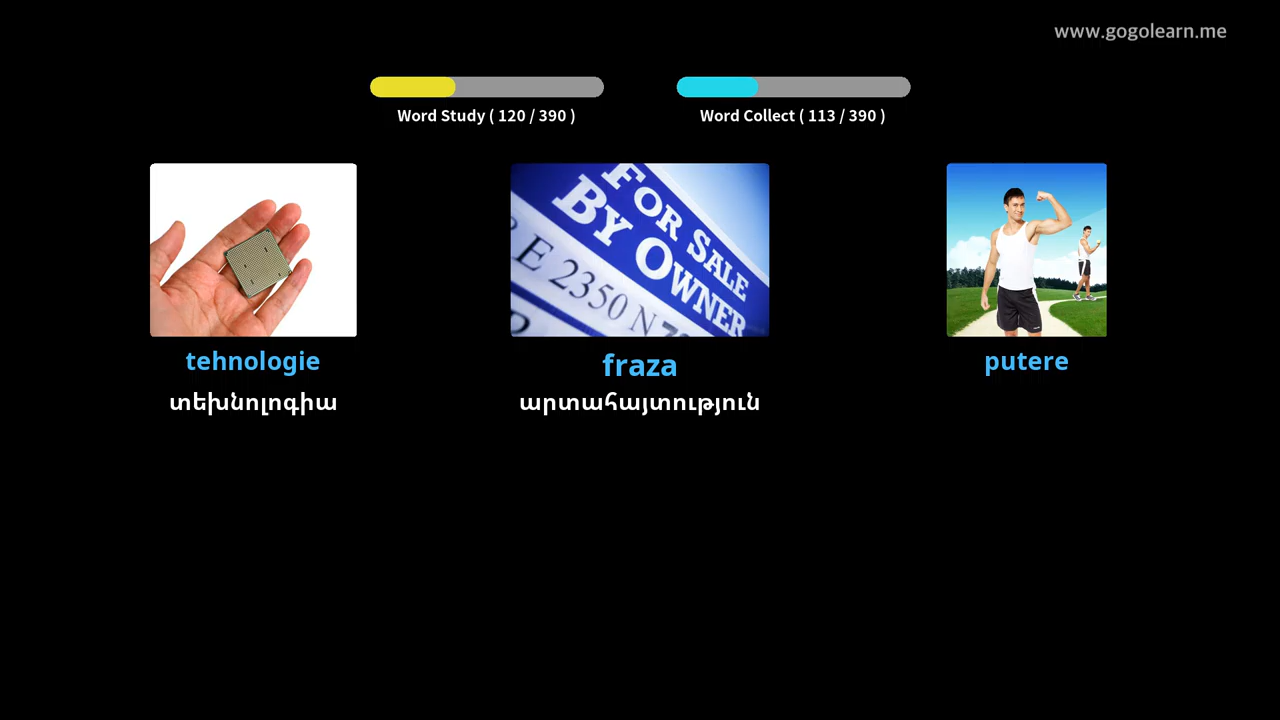 www.gogolearn.me
Word Study ( 120 / 390 )
Word Collect ( 113 / 390 )
FOR SALE
BY OWNER
E 2350 N
tehnologie
fraza
putere
տեխնոլոգիա
արտահայտություն